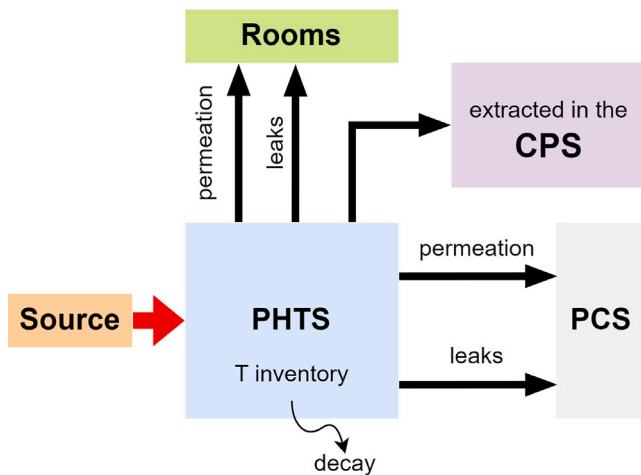 Rooms
permeation
leaks
extracted in the
CPS
permeation
Source
PHTS
PCS
T inventory
leaks
decay